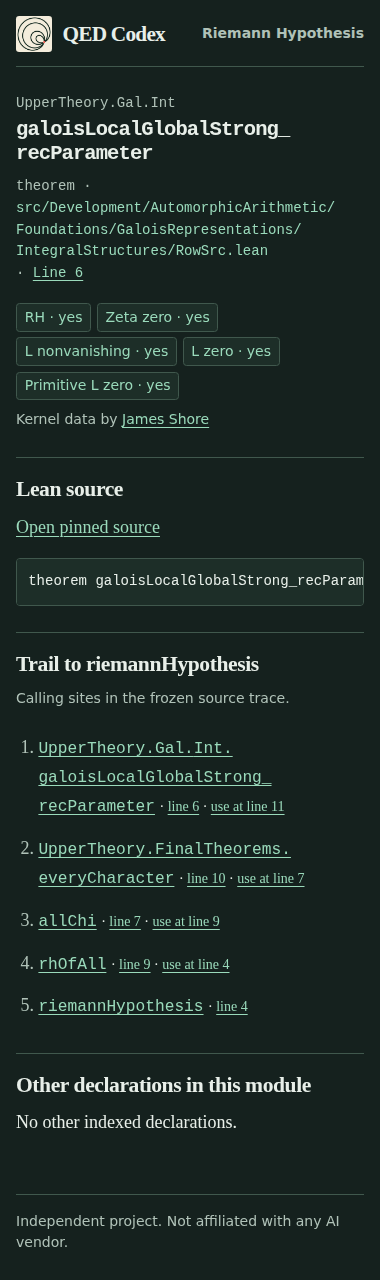 QED Codex
Riemann Hypothesis
UpperTheory.Gal.Int
galoisLocalGlobalStrong_
recParameter
theorem ·
src/Development/AutomorphicArithmetic/
Foundations/GaloisRepresentations/
IntegralStructures/RowSrc.lean
· Line 6
RH · yes
Zeta zero · yes
L nonvanishing · yes
L zero · yes
Primitive L zero · yes
Kernel data by James Shore
Lean source
Open pinned source
theorem galoisLocalGlobalStrong_recParam
Trail to riemannHypothesis
Calling sites in the frozen source trace.
1. UpperTheory.Gal.Int.
galoisLocalGlobalStrong_
recParameter · line 6 · use at line 11
2. UpperTheory.FinalTheorems.
everyCharacter · line 10 · use at line 7
3. allChi · line 7 · use at line 9
4. rhOfAll · line 9 · use at line 4
5. riemannHypothesis · line 4
Other declarations in this module
No other indexed declarations.
Independent project. Not affiliated with any AI
vendor.